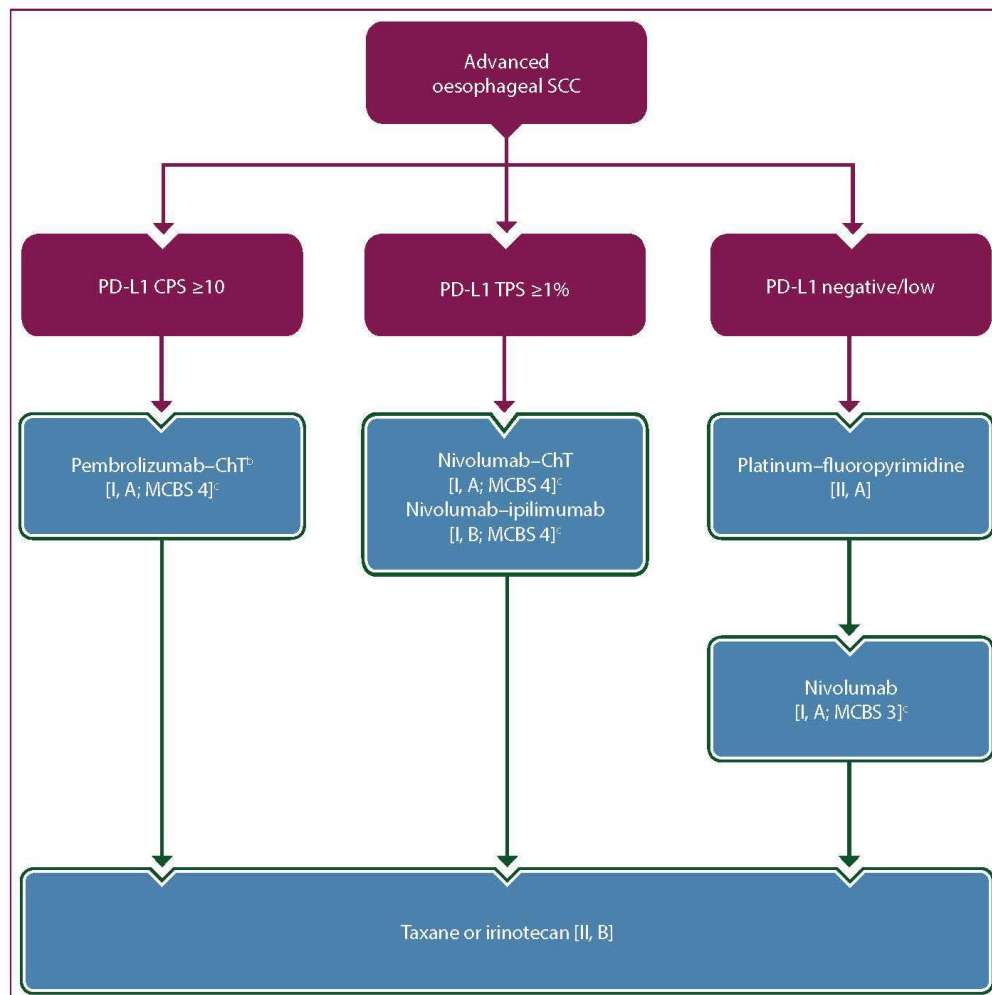 Advanced
oesophageal SCC
PD-L1 CPS ≥10
PD-L1 TPS ≥1%
PD-L1 negative/low
Pembrolizumab–ChTᵇ
[I, A; MCBS 4]ᶜ
Nivolumab–ChT
[I, A; MCBS 4]ᶜ
Nivolumab–ipilimumab
[I, B; MCBS 4]ᶜ
Platinum–fluoropyrimidine
[II, A]
Nivolumab
[I, A; MCBS 3]ᶜ
Taxane or irinotecan [II, B]